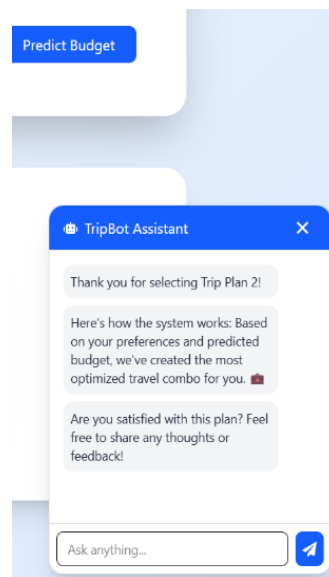 Predict Budget
TripBot Assistant
Thank you for selecting Trip Plan 2!
Here's how the system works: Based
on your preferences and predicted
budget, we've created the most
optimized travel combo for you. 💼
Are you satisfied with this plan? Feel
free to share any thoughts or
feedback!
Ask anything...